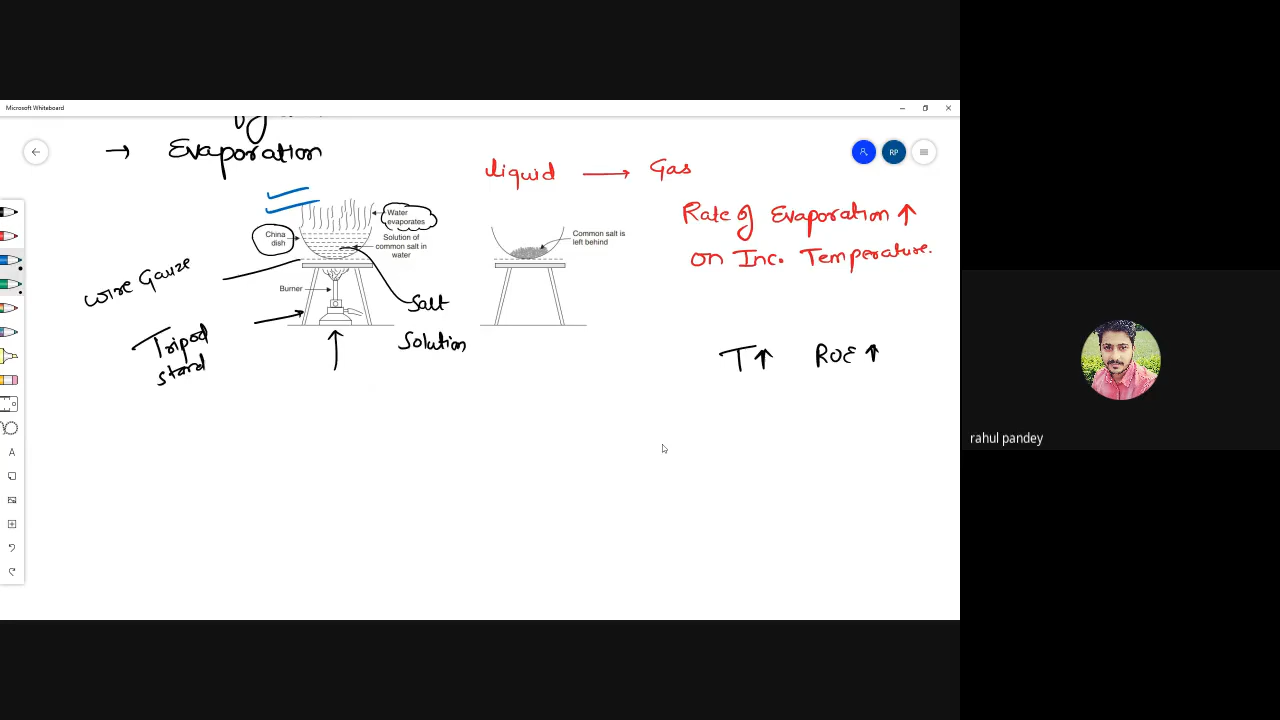 Microsoft Whiteboard
→ Evaporation
liquid → Gas
Rate of Evaporation ↑
on Inc. Temperature.
Water
evaporates
China
dish
Solution of
common salt in
water
Common salt is
left behind
wire Gauze
Burner
Salt
Solution
Tripod
stand
T↑ ROE ↑
RP
A
rahul pandey